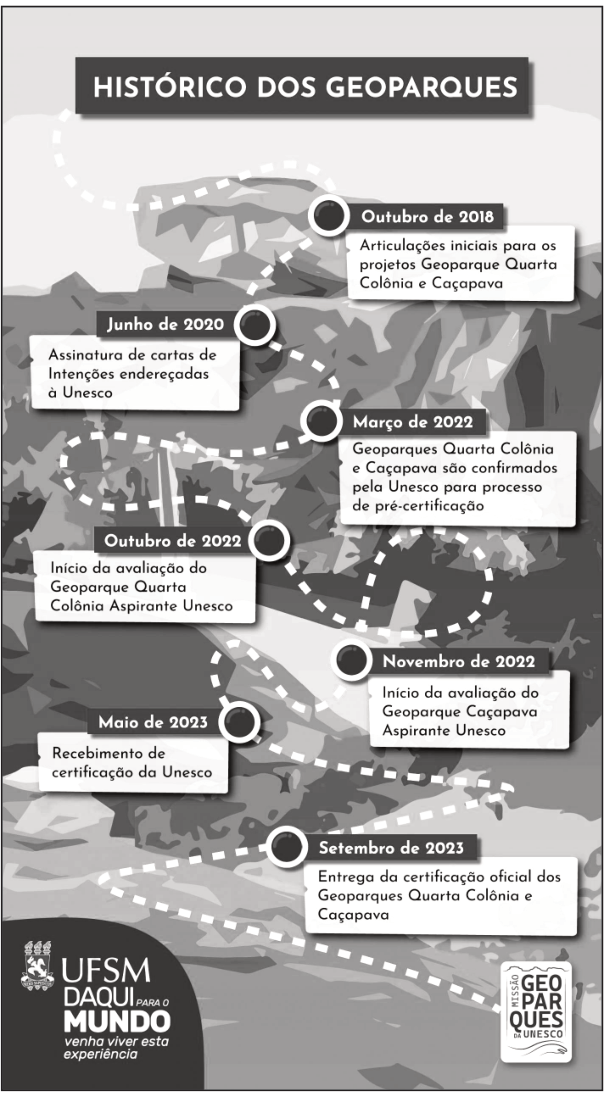 HISTÓRICO DOS GEOPARQUES
Outubro de 2018
Articulações iniciais para os
projetos Geoparque Quarta
Colônia e Caçapava
Junho de 2020
Assinatura de cartas de
Intenções endereçadas
à Unesco
Março de 2022
Geoparques Quarta Colônia
e Caçapava são confirmados
pela Unesco para processo
de pré-certificação
Outubro de 2022
Início da avaliação do
Geoparque Quarta
Colônia Aspirante Unesco
Novembro de 2022
Início da avaliação do
Geoparque Caçapava
Aspirante Unesco
Maio de 2023
Recebimento de
certificação da Unesco
Setembro de 2023
Entrega da certificação oficial dos
Geoparques Quarta Colônia e
Caçapava
UFSM
DAQUI PARA O
MUNDO
venha viver esta
experiência
MISSÃO
GEO
PAR
QUES
DA UNESCO